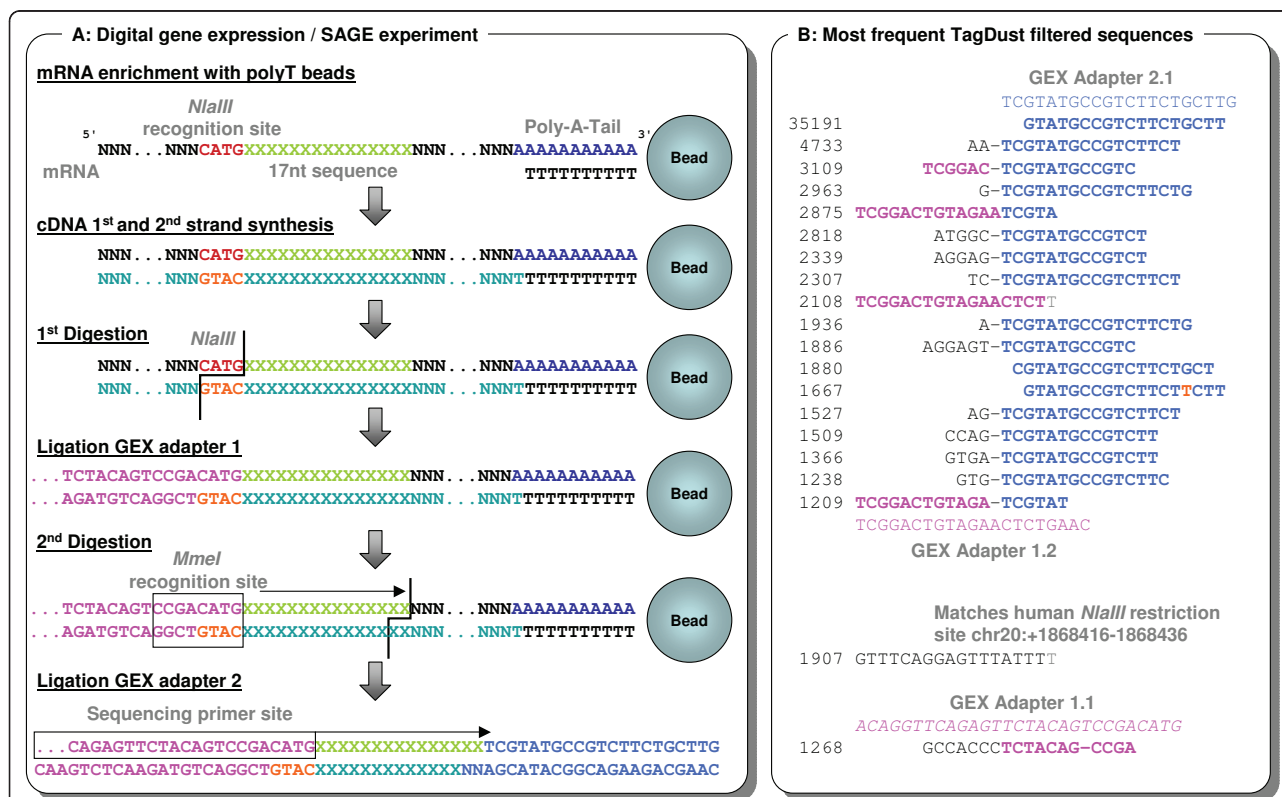 A: Digital gene expression / SAGE experiment
mRNA enrichment with polyT beads
NlaIII
recognition site
Poly-A-Tail
5'
3'
NNN...NNNCATGXXXXXXXXXXXXXXXNNN...NNNAAAAAAAAAAA
mRNA
17nt sequence
TTTTTTTTTT
Bead
cDNA 1st and 2nd strand synthesis
NNN...NNNCATGXXXXXXXXXXXXXXXNNN...NNNAAAAAAAAAAA
NNN...NNNGTACXXXXXXXXXXXXXXXNNN...NNNTTTTTTTTTTT
Bead
1st Digestion
NlaIII
NNN...NNNCATGXXXXXXXXXXXXXXXNNN...NNNAAAAAAAAAAA
NNN...NNNGTACXXXXXXXXXXXXXXXNNN...NNNTTTTTTTTTTT
Bead
Ligation GEX adapter 1
...TCTACAGTCCGACATGXXXXXXXXXXXXXXXNNN...NNNAAAAAAAAAAA
...AGATGTCAGGCTGTACXXXXXXXXXXXXXXXNNN...NNNTTTTTTTTTTT
Bead
2nd Digestion
MmeI
recognition site
...TCTACAGTCCGACATGXXXXXXXXXXXXXXXNNN...NNNAAAAAAAAAAA
...AGATGTCAGGCTGTACXXXXXXXXXXXXXXXNNN...NNNTTTTTTTTTTT
Bead
Ligation GEX adapter 2
Sequencing primer site
...CAGAGTTCTACAGTCCGACATGXXXXXXXXXXXXXXXTCGTATGCCGTCTTCTGCTTG
CAAGTCTCAAGATGTCAGGCTGTACXXXXXXXXXXXXXNNAGCATACGGCAGAAGACGAAC
B: Most frequent TagDust filtered sequences
GEX Adapter 2.1
TCGTATGCCGTCTTCTGCTTG
35191 GTATGCCGTCTTCTGCTT
4733 AA-TCGTATGCCGTCTTCT
3109 TCGGAC-TCGTATGCCGTC
2963 G-TCGTATGCCGTCTTCTG
2875 TCGGACTGTAGAATCGTA
2818 ATGGC-TCGTATGCCGTCT
2339 AGGAG-TCGTATGCCGTCT
2307 TC-TCGTATGCCGTCTTCT
2108 TCGGACTGTAGAACTCTT
1936 A-TCGTATGCCGTCTTCTG
1886 AGGAGT-TCGTATGCCGTC
1880 CGTATGCCGTCTTCTGCT
1667 GTATGCCGTCTTCTTCTT
1527 AG-TCGTATGCCGTCTTCT
1509 CCAG-TCGTATGCCGTCTT
1366 GTGA-TCGTATGCCGTCTT
1238 GTG-TCGTATGCCGTCTTC
1209 TCGGACTGTAGA-TCGTAT
TCGGACTGTAGAACTCTGAAC
GEX Adapter 1.2
Matches human NlaIII restriction
site chr20:+1868416-1868436
1907 GTTTCAGGAGTTTATTTT
GEX Adapter 1.1
ACAGGTTCAGAGTTCTACAGTCCGACATG
1268 GCCACCCTCTACAG-CCGA